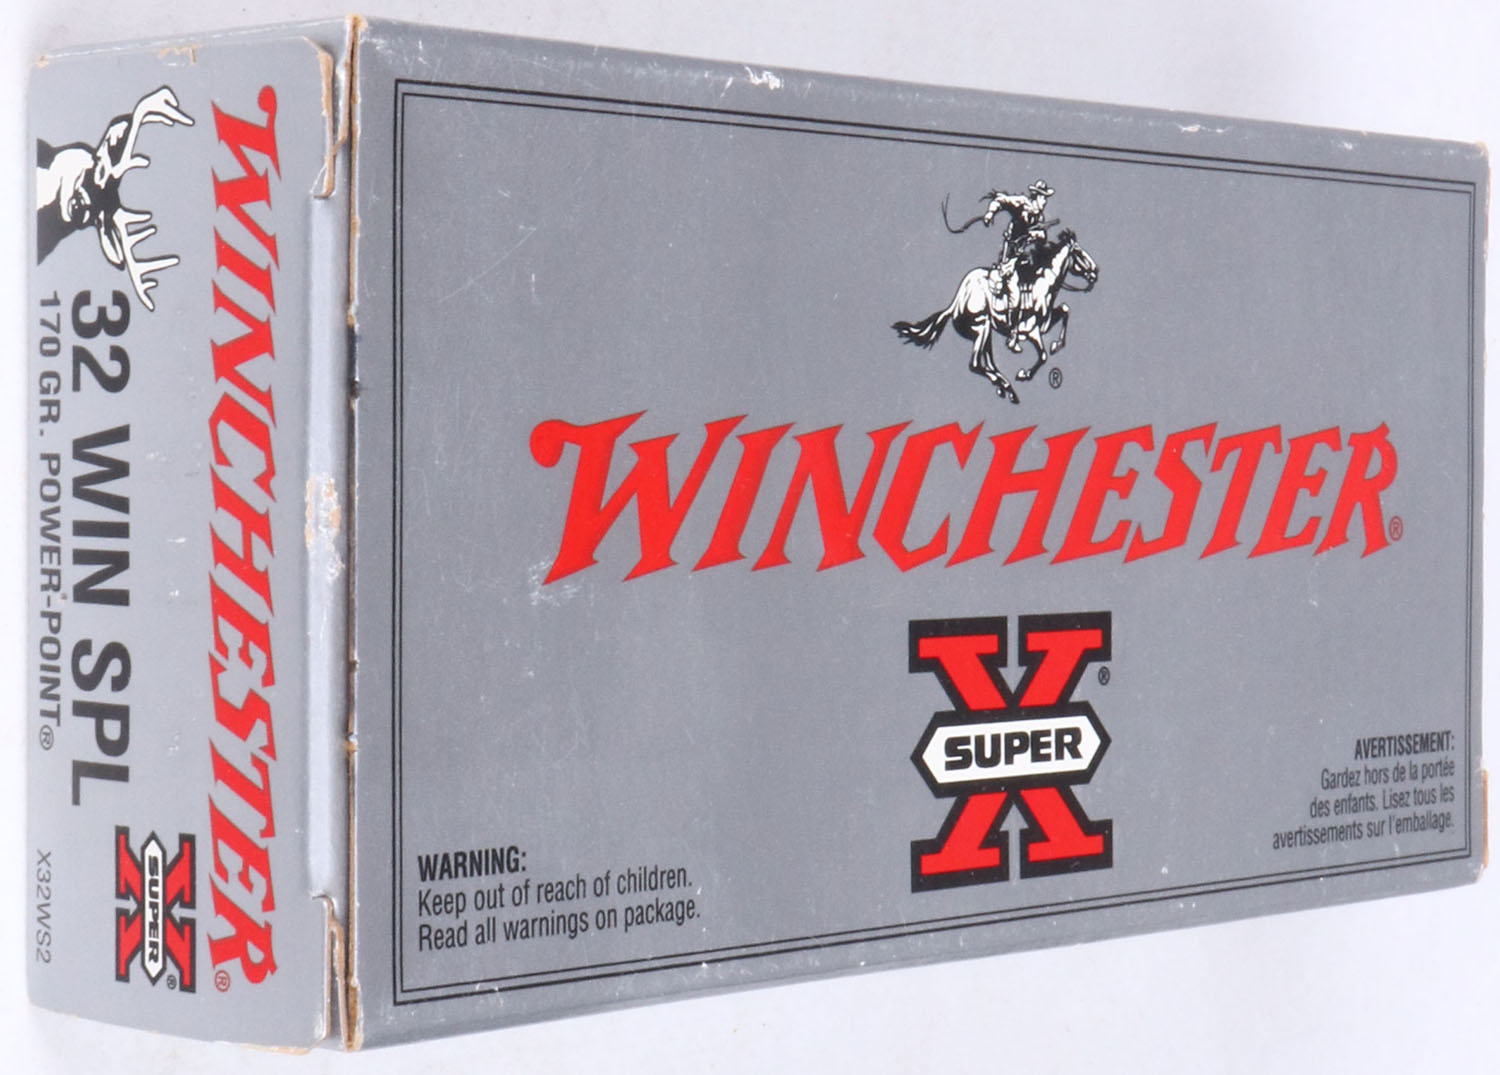 WINCHESTER®
32 WIN SPL
170 GR. POWER-POINT®
SUPER X®
X32WS2
®
WINCHESTER®
X®
SUPER
WARNING:
Keep out of reach of children.
Read all warnings on package.
AVERTISSEMENT:
Gardez hors de la portée
des enfants. Lisez tous les
avertissements sur l'emballage.